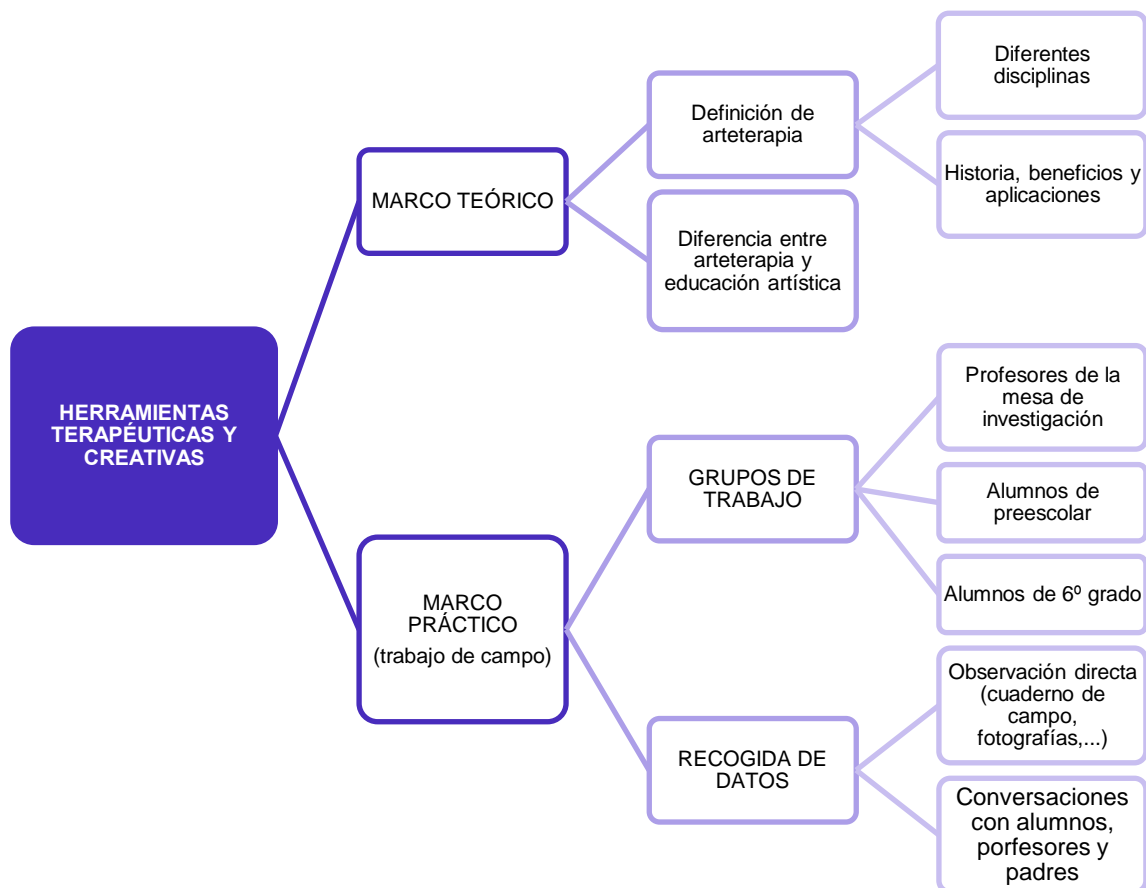 HERRAMIENTAS
TERAPÉUTICAS Y
CREATIVAS
MARCO TEÓRICO
Definición de
arteterapia
Diferentes
disciplinas
Historia, beneficios y
aplicaciones
Diferencia entre
arteterapia y
educación artística
MARCO
PRÁCTICO
(trabajo de campo)
GRUPOS DE
TRABAJO
Profesores de la
mesa de
investigación
Alumnos de
preescolar
Alumnos de 6º grado
RECOGIDA DE
DATOS
Observación directa
(cuaderno de
campo,
fotografías,...)
Conversaciones
con alumnos,
porfesores y
padres